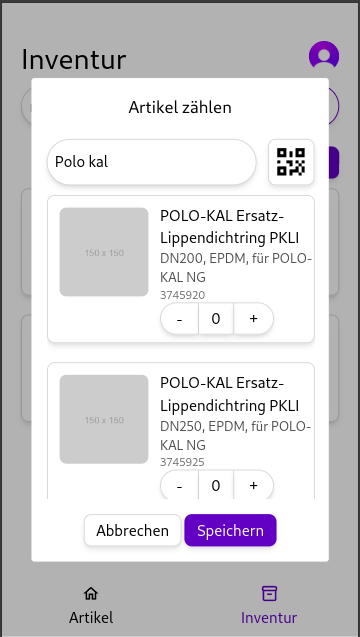 Inventur
Artikel zählen
Polo kal
150 x 150
POLO-KAL Ersatz-
Lippendichtring PKLI
DN200, EPDM, für POLO-
KAL NG
3745920
- 0 +
150 x 150
POLO-KAL Ersatz-
Lippendichtring PKLI
DN250, EPDM, für POLO-
KAL NG
3745925
- 0 +
Abbrechen Speichern
Artikel Inventur